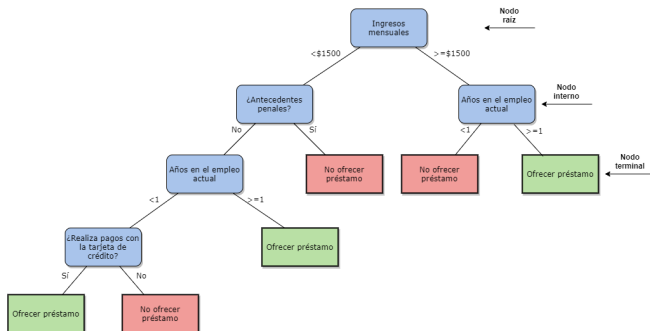 Ingresos
mensuales
Nodo
raíz
<$1500
>=$1500
¿Antecedentes
penales?
Años en el empleo
actual
Nodo
interno
No
Sí
<1
>=1
Años en el empleo
actual
No ofrecer
préstamo
No ofrecer
préstamo
Ofrecer préstamo
Nodo
terminal
<1
>=1
¿Realiza pagos con
la tarjeta de
crédito?
Ofrecer préstamo
Sí
No
Ofrecer préstamo
No ofrecer
préstamo